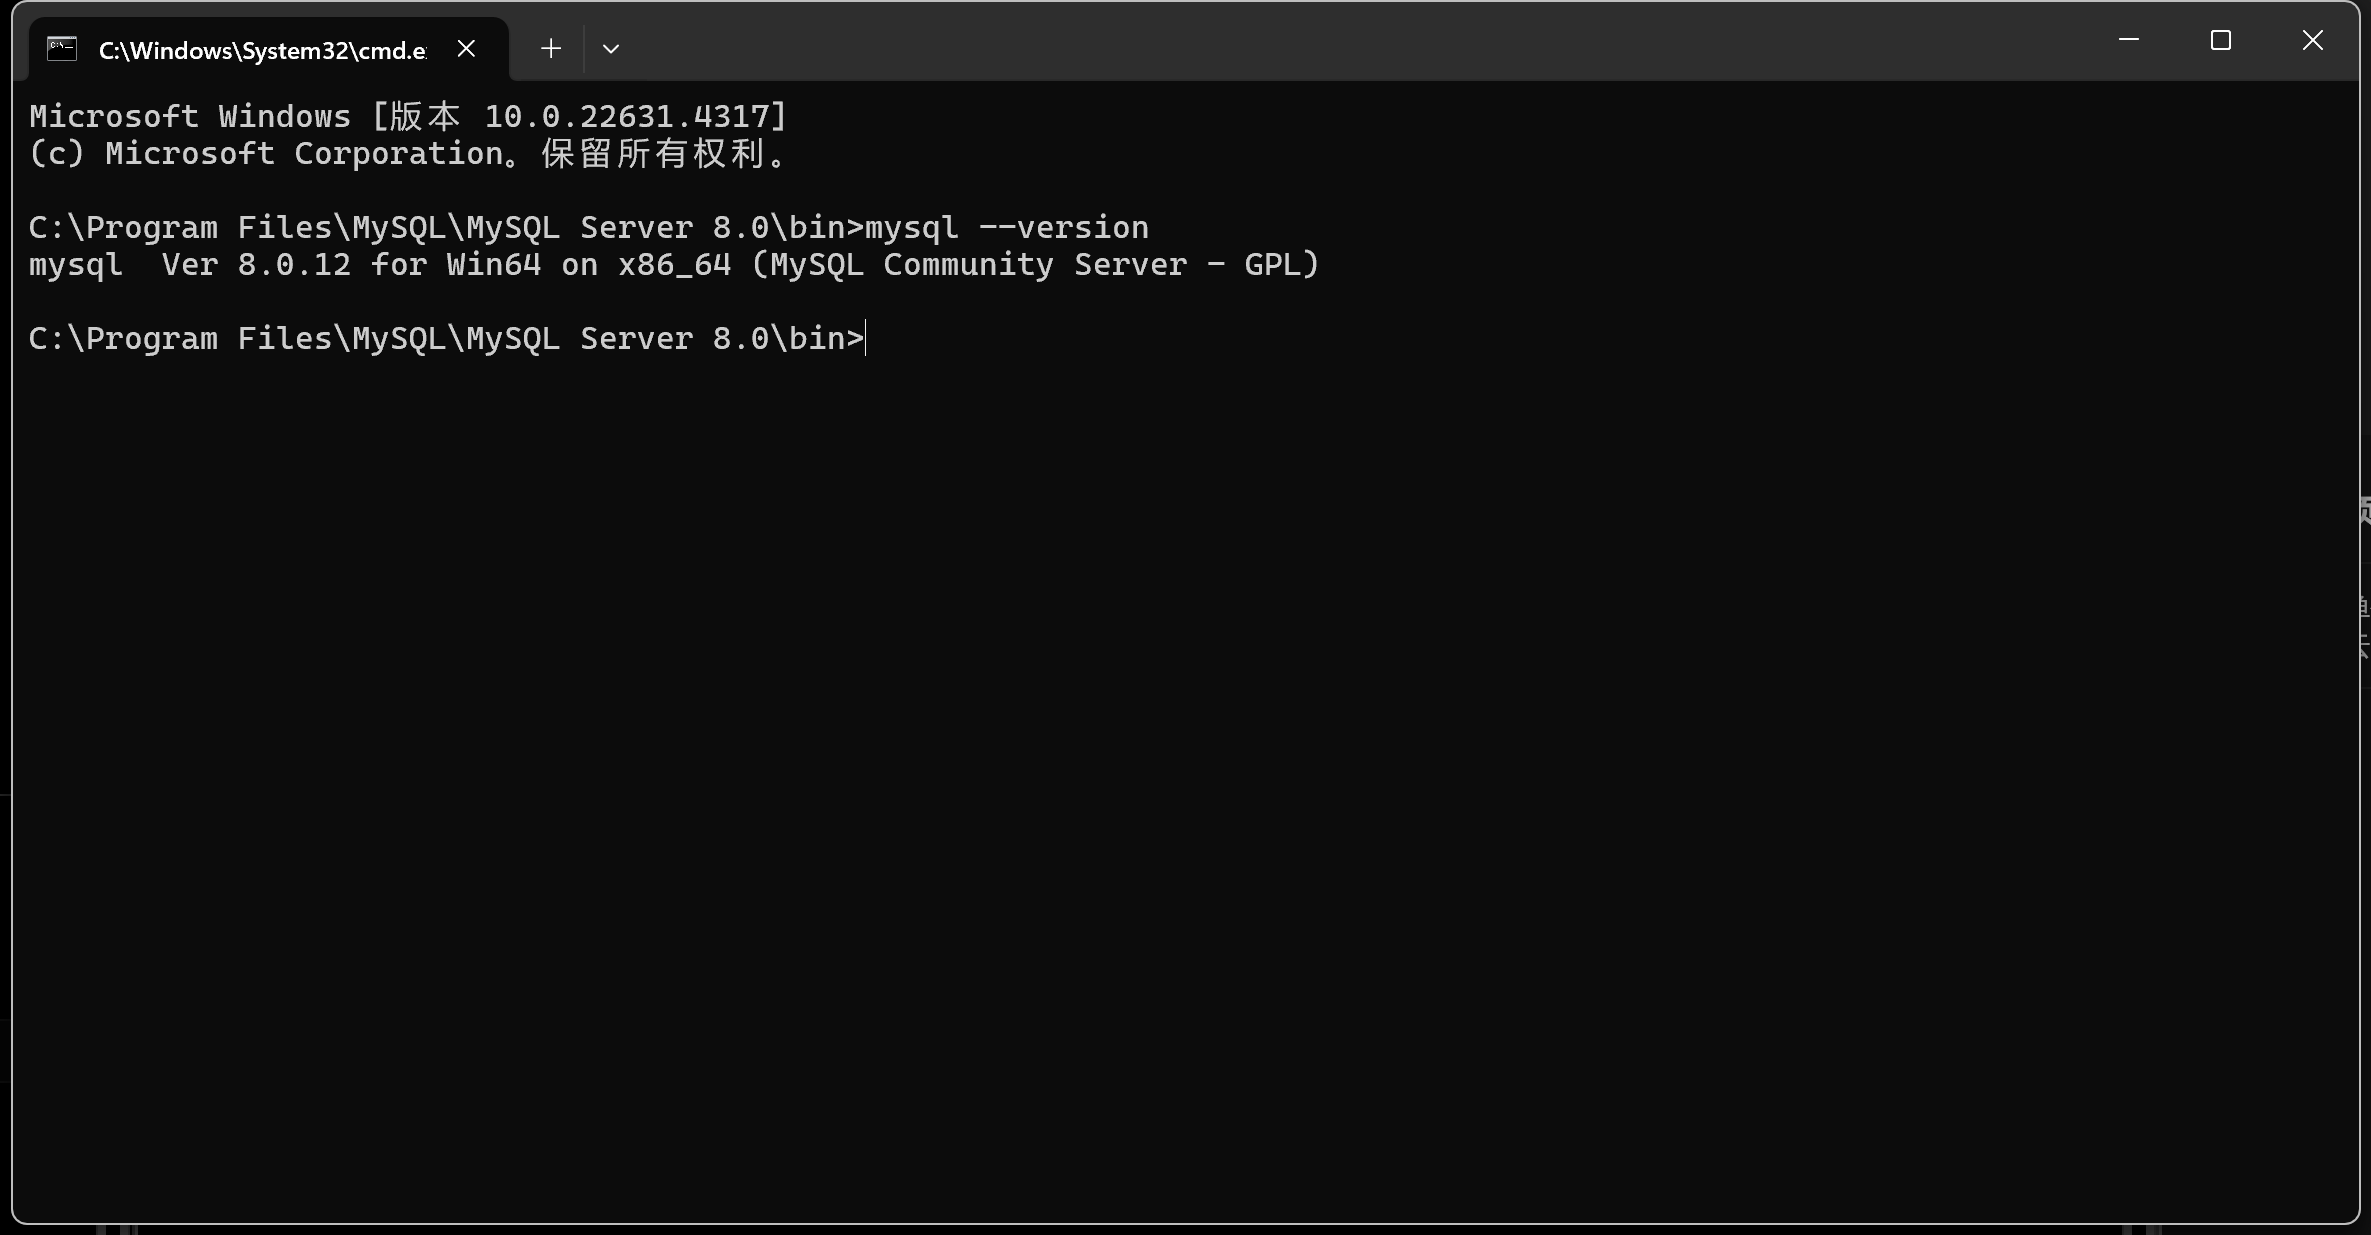 C:\Windows\System32\cmd.e
Microsoft Windows [版本 10.0.22631.4317]
(c) Microsoft Corporation。保留所有权利。
C:\Program Files\MySQL\MySQL Server 8.0\bin>mysql --version
mysql  Ver 8.0.12 for Win64 on x86_64 (MySQL Community Server - GPL)
C:\Program Files\MySQL\MySQL Server 8.0\bin>